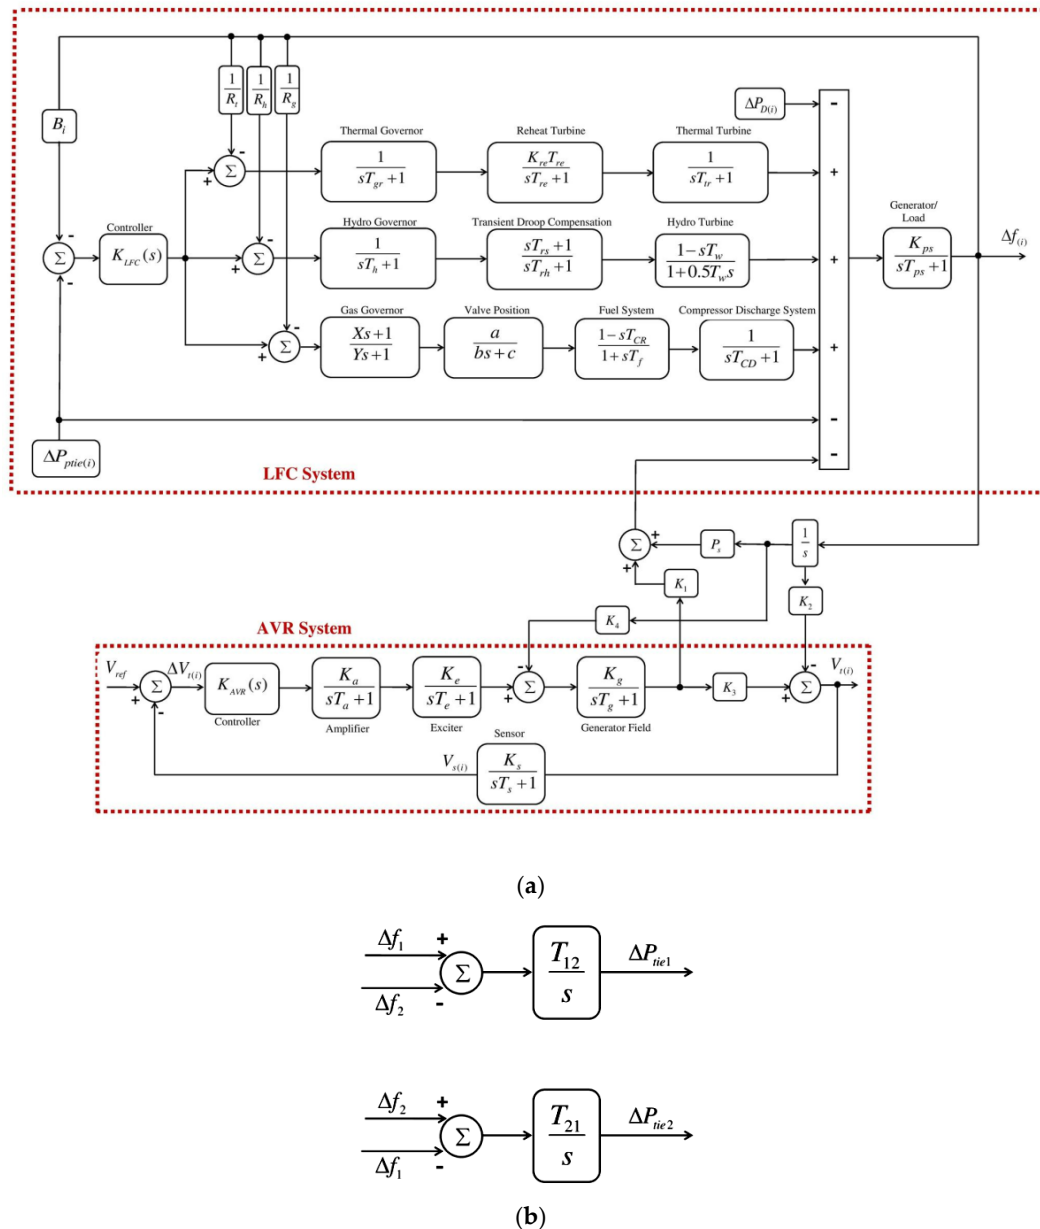 1/R_t 1/R_h 1/R_g
B_i
ΔP_D(i)
-
Thermal Governor Reheat Turbine Thermal Turbine
- Σ +
1/(sT_gr + 1) K_re T_re/(sT_re + 1) 1/(sT_tr + 1) +
Controller Hydro Governor Transient Droop Compensation Hydro Turbine Generator/ Load
- Σ - K_LFC(s) + Σ -
1/(sT_h + 1) (sT_rs + 1)/(sT_rh + 1) (1 - sT_w)/(1 + 0.5T_w s) + K_ps/(sT_ps + 1) Δf_(i)
Gas Governor Valve Position Fuel System Compressor Discharge System
- Σ +
(Xs + 1)/(Ys + 1) a/(bs + c) (1 - sT_CR)/(1 + sT_f) 1/(sT_CD + 1) +
-
ΔP_ptie(i) -
LFC System
+ Σ + P_s 1/s
K_1 K_2
K_4
AVR System
V_ref + Σ - ΔV_t(i) K_AVR(s) K_a/(sT_a + 1) K_e/(sT_e + 1) - Σ + K_g/(sT_g + 1) K_3 + Σ - V_t(i)
Controller Amplifier Exciter Generator Field
Sensor
V_s(i) K_s/(sT_s + 1)
(a)
Δf_1 + Σ T_12/s ΔP_tie1
Δf_2 -
Δf_2 + Σ T_21/s ΔP_tie2
Δf_1 -
(b)